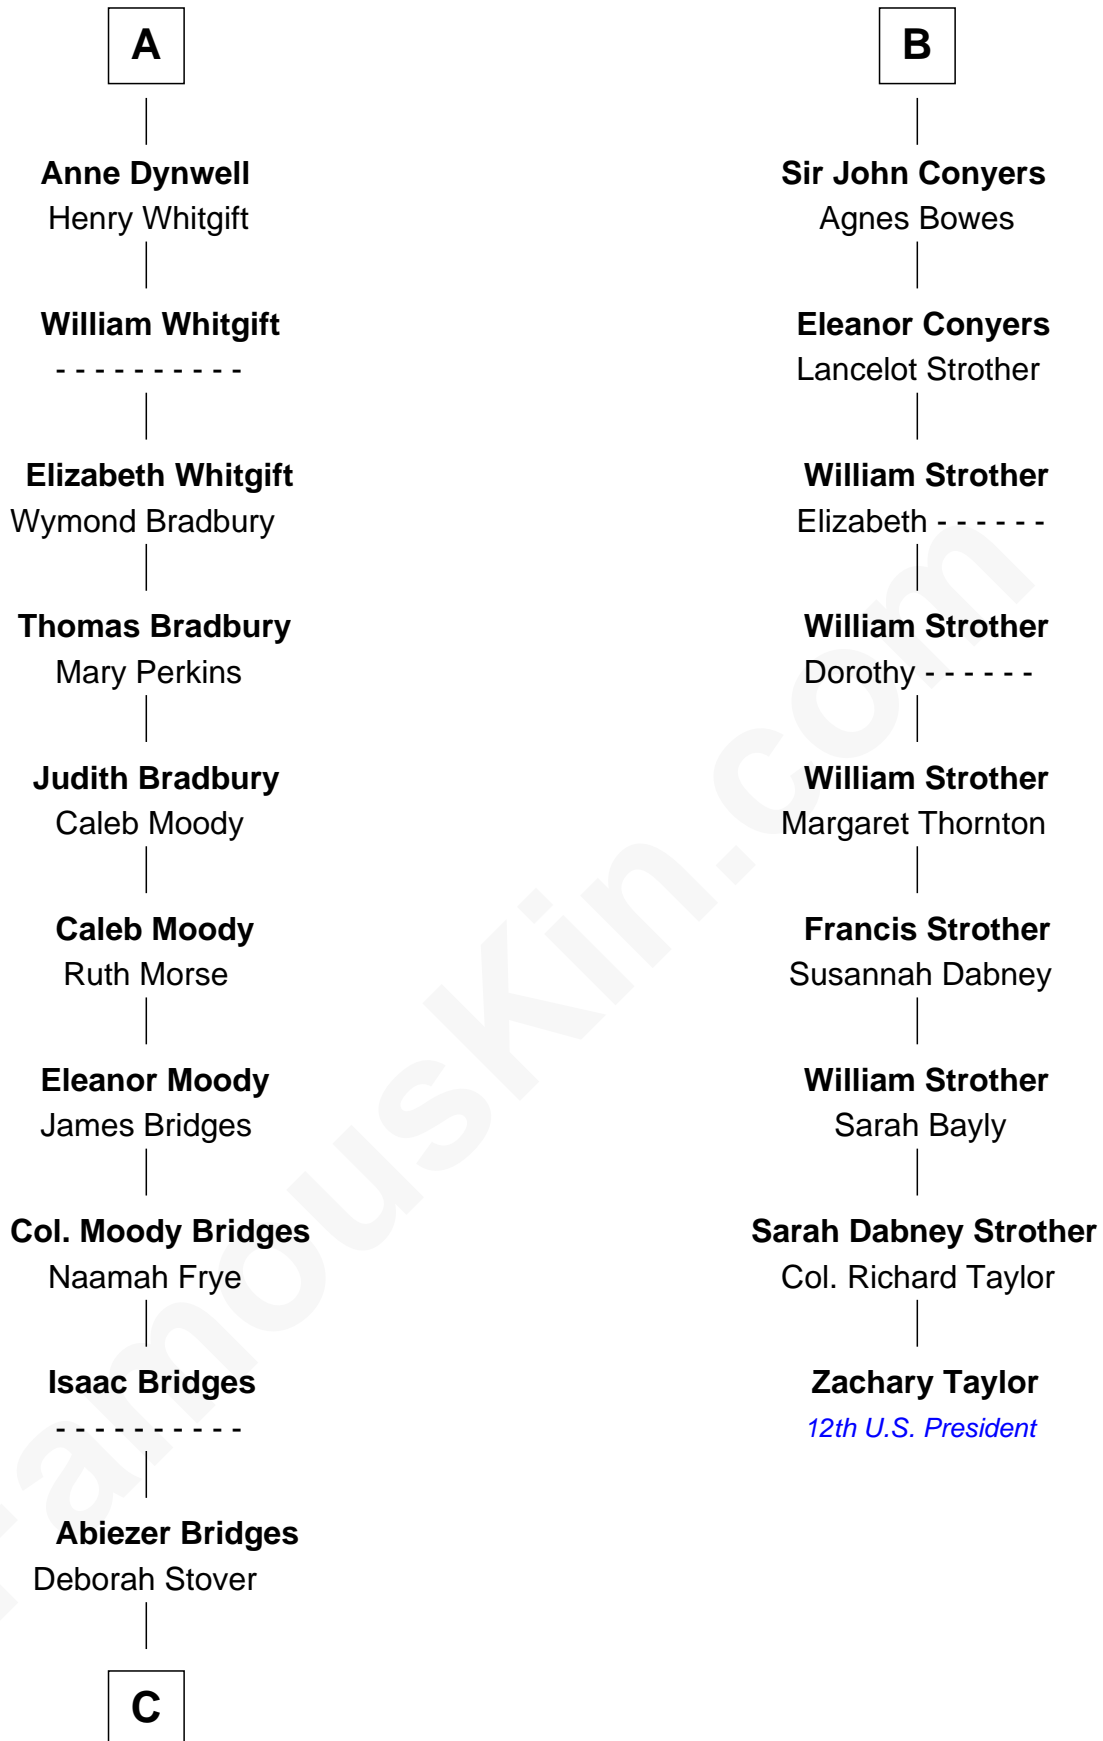 A
Anne Dynwell
Henry Whitgift
William Whitgift
- - - - - - - - - -
Elizabeth Whitgift
Wymond Bradbury
Thomas Bradbury
Mary Perkins
Judith Bradbury
Caleb Moody
Caleb Moody
Ruth Morse
Eleanor Moody
James Bridges
Col. Moody Bridges
Naamah Frye
Isaac Bridges
- - - - - - - - - -
Abiezer Bridges
Deborah Stover
C
B
Sir John Conyers
Agnes Bowes
Eleanor Conyers
Lancelot Strother
William Strother
Elizabeth - - - - - -
William Strother
Dorothy - - - - - -
William Strother
Margaret Thornton
Francis Strother
Susannah Dabney
William Strother
Sarah Bayly
Sarah Dabney Strother
Col. Richard Taylor
Zachary Taylor
12th U.S. President
FamousKin.com